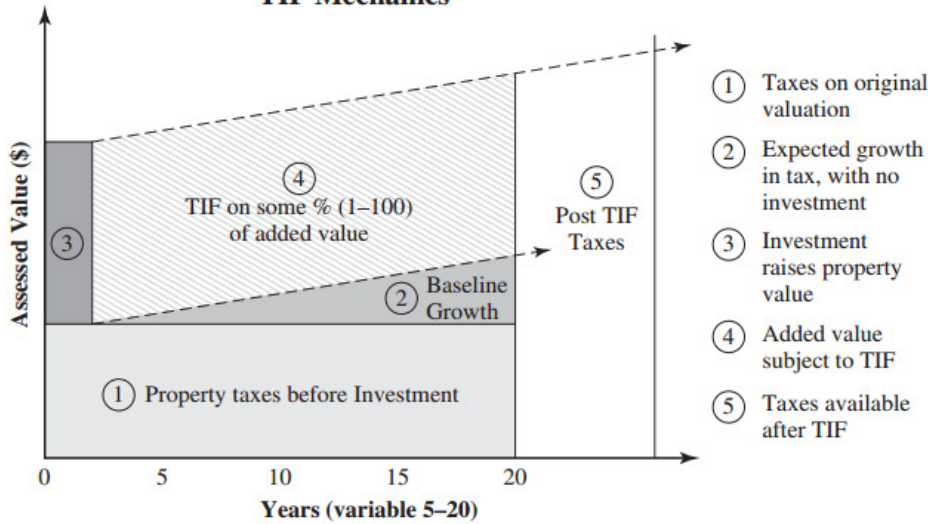 TIF Mechanics
Assessed Value ($)
3
4
TIF on some % (1–100)
of added value
5
Post TIF
Taxes
2 Baseline
Growth
1 Property taxes before Investment
0 5 10 15 20
Years (variable 5–20)
1 Taxes on original
valuation
2 Expected growth
in tax, with no
investment
3 Investment
raises property
value
4 Added value
subject to TIF
5 Taxes available
after TIF